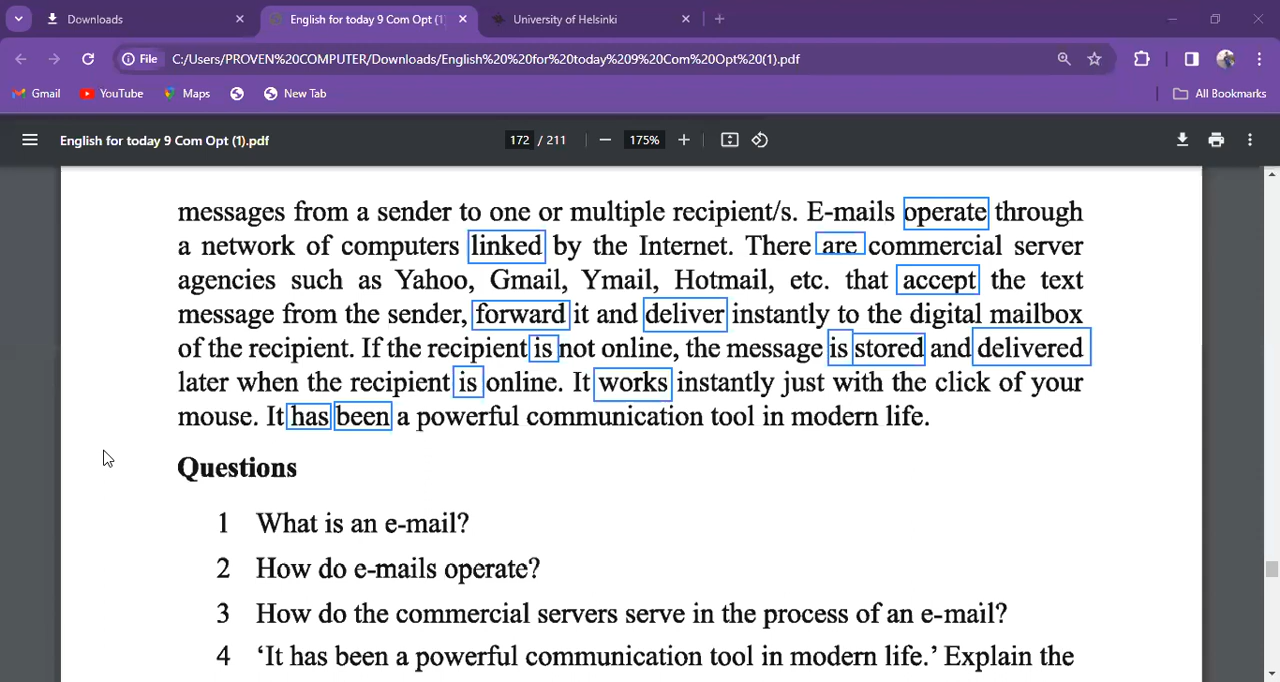 Downloads
English for today 9 Com Opt (1)
University of Helsinki
File
C:/Users/PROVEN%20COMPUTER/Downloads/English%20%20for%20today%209%20Com%20Opt%20(1).pdf
Gmail
YouTube
Maps
New Tab
All Bookmarks
English for today 9 Com Opt (1).pdf
172 / 211
175%
messages from a sender to one or multiple recipient/s. E-mails operate through
a network of computers linked by the Internet. There are commercial server
agencies such as Yahoo, Gmail, Ymail, Hotmail, etc. that accept the text
message from the sender, forward it and deliver instantly to the digital mailbox
of the recipient. If the recipient is not online, the message is stored and delivered
later when the recipient is online. It works instantly just with the click of your
mouse. It has been a powerful communication tool in modern life.
Questions
1 What is an e-mail?
2 How do e-mails operate?
3 How do the commercial servers serve in the process of an e-mail?
4 ‘It has been a powerful communication tool in modern life.’ Explain the